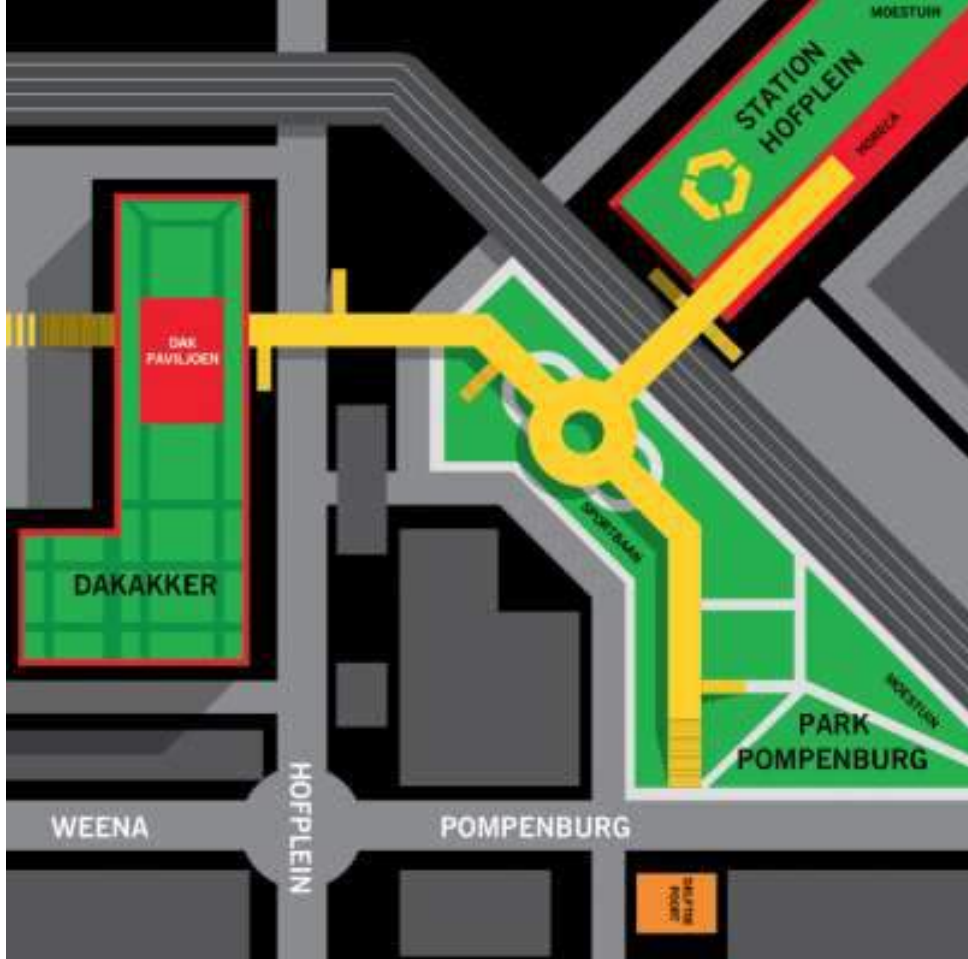 MOESTUIN
STATION
HOFPLEIN
HORECA
DAK
PAVILJOEN
SPORTBAAN
DAKAKKER
MOESTUIN
PARK
POMPENBURG
HOFPLEIN
WEENA
POMPENBURG
DELFTSE
POORT